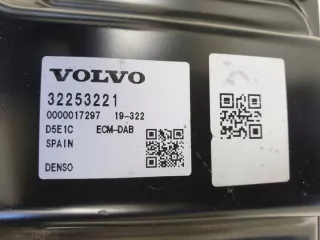 VOLVO
32253221
0000017297 19-322
D5E1C ECM-DAB
SPAIN
DENSO